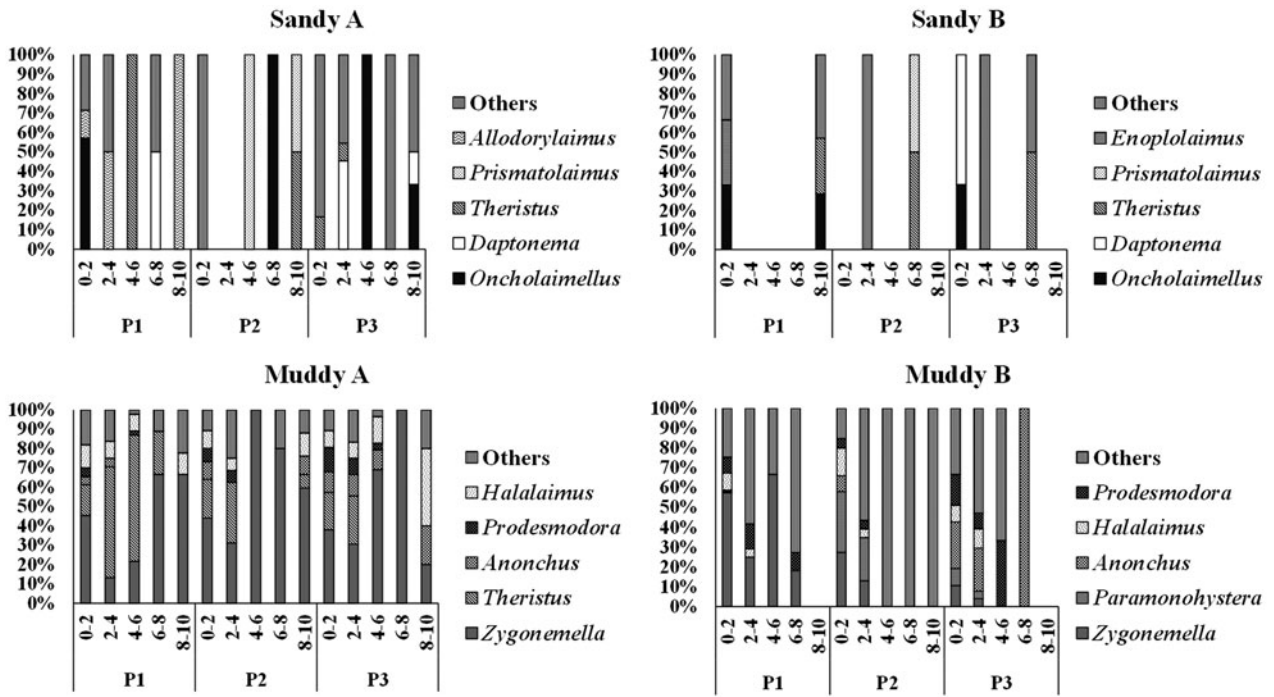 Sandy A
100%
90%
80%
70%
60%
50%
40%
30%
20%
10%
0%
0-2 2-4 4-6 6-8 8-10 0-2 2-4 4-6 6-8 8-10 0-2 2-4 4-6 6-8 8-10
P1 P2 P3
Others
Allodorylaimus
Prismatolaimus
Theristus
Daptonema
Oncholaimellus
Sandy B
100%
90%
80%
70%
60%
50%
40%
30%
20%
10%
0%
0-2 2-4 4-6 6-8 8-10 0-2 2-4 4-6 6-8 8-10 0-2 2-4 4-6 6-8 8-10
P1 P2 P3
Others
Enoplolaimus
Prismatolaimus
Theristus
Daptonema
Oncholaimellus
Muddy A
100%
90%
80%
70%
60%
50%
40%
30%
20%
10%
0%
0-2 2-4 4-6 6-8 8-10 0-2 2-4 4-6 6-8 8-10 0-2 2-4 4-6 6-8 8-10
P1 P2 P3
Others
Halalaimus
Prodesmodora
Anonchus
Theristus
Zygonemella
Muddy B
100%
90%
80%
70%
60%
50%
40%
30%
20%
10%
0%
0-2 2-4 4-6 6-8 8-10 0-2 2-4 4-6 6-8 8-10 0-2 2-4 4-6 6-8 8-10
P1 P2 P3
Others
Prodesmodora
Halalaimus
Anonchus
Paramonohystera
Zygonemella